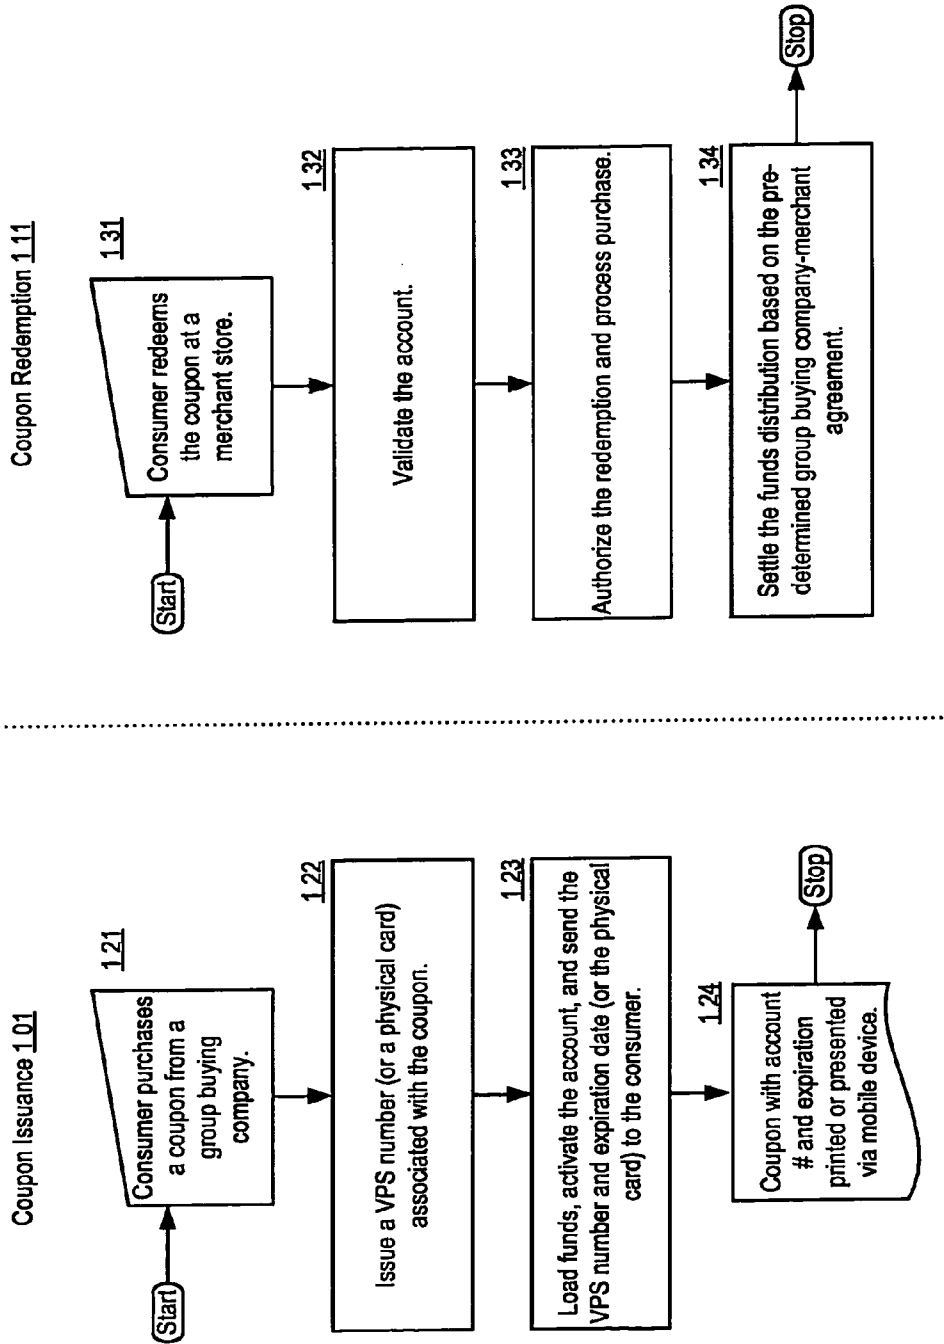 Coupon Issuance 101
Start
121
Consumer purchases
a coupon from a
group buying
company.
122
Issue a VPS number (or a physical card)
associated with the coupon.
123
Load funds, activate the account, and send the
VPS number and expiration date (or the physical
card) to the consumer.
124
Coupon with account
# and expiration
printed or presented
via mobile device.
Stop
Coupon Redemption 111
Start
131
Consumer redeems
the coupon at a
merchant store.
132
Validate the account.
133
Authorize the redemption and process purchase.
134
Settle the funds distribution based on the pre-
determined group buying company-merchant
agreement.
Stop